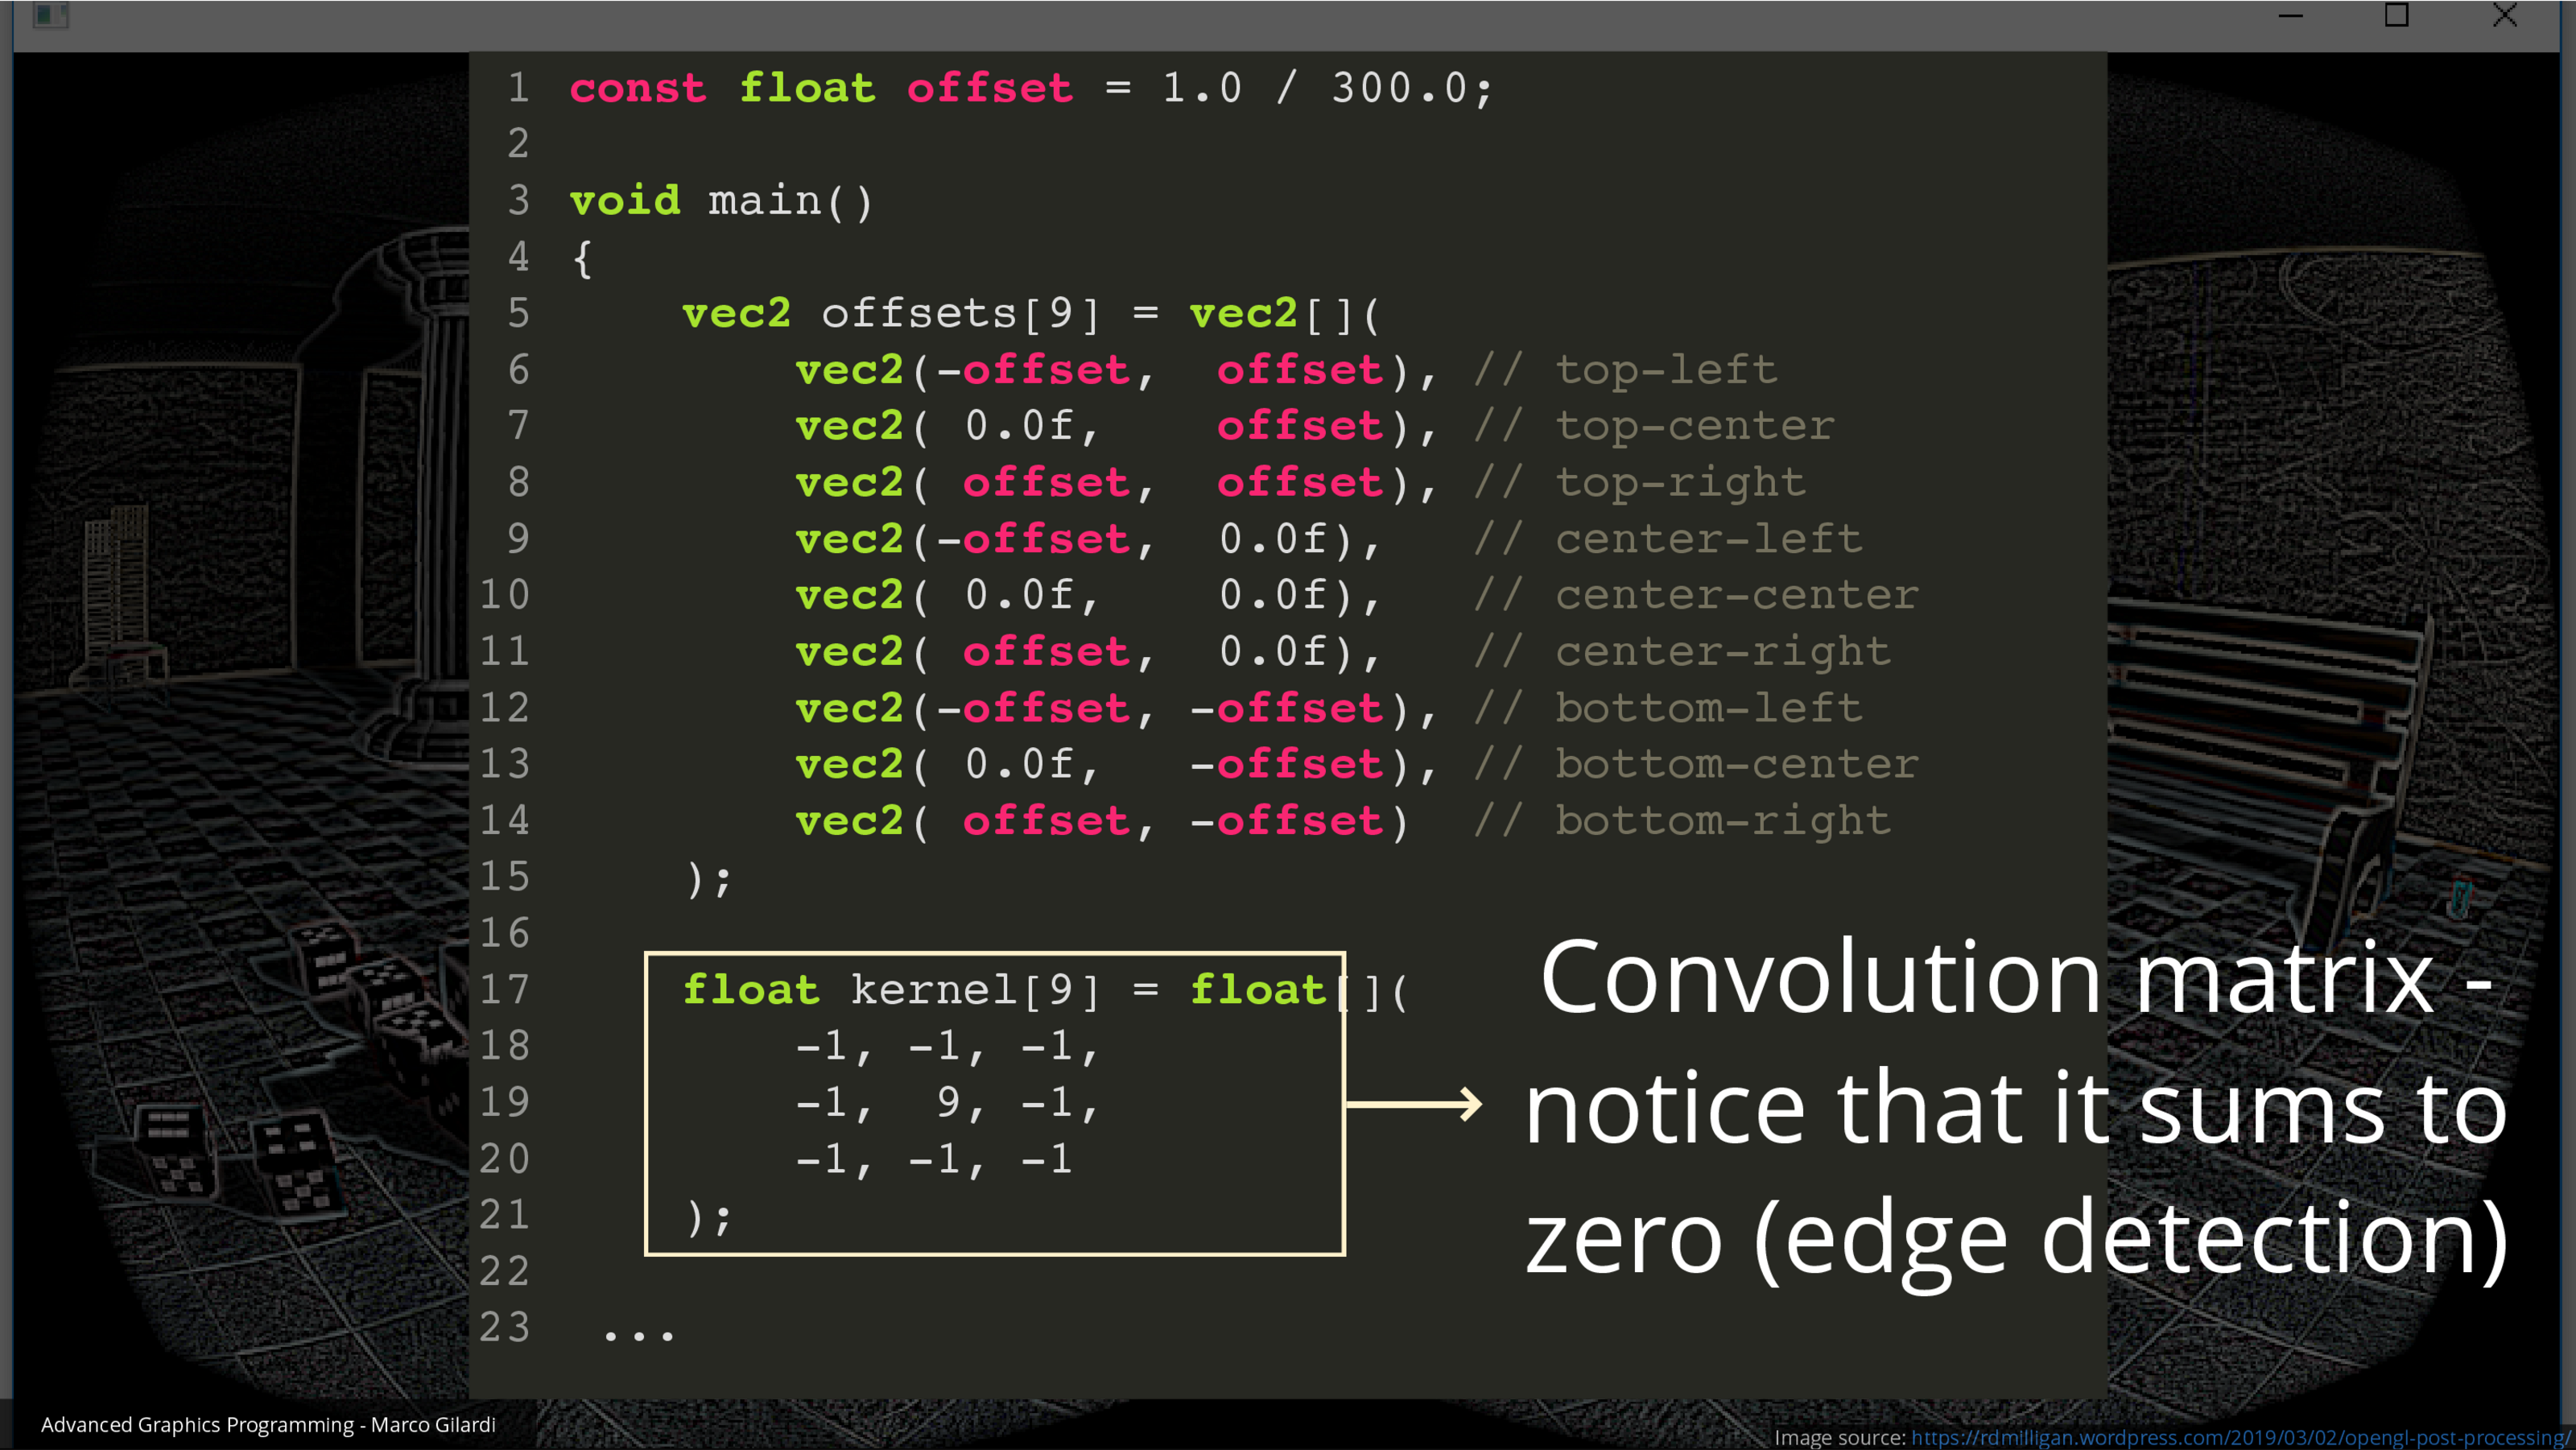 1 const float offset = 1.0 / 300.0;
2
3 void main()
4 {
5     vec2 offsets[9] = vec2[](
6         vec2(-offset,  offset), // top-left
7         vec2( 0.0f,    offset), // top-center
8         vec2( offset,  offset), // top-right
9         vec2(-offset,  0.0f),   // center-left
10         vec2( 0.0f,    0.0f),   // center-center
11         vec2( offset,  0.0f),   // center-right
12         vec2(-offset, -offset), // bottom-left
13         vec2( 0.0f,   -offset), // bottom-center
14         vec2( offset, -offset)  // bottom-right
15     );
16
17     float kernel[9] = float[](
18         -1, -1, -1,
19         -1,  9, -1,
20         -1, -1, -1
21     );
22
23  ...
Convolution matrix -
notice that it sums to
zero (edge detection)
Advanced Graphics Programming - Marco Gilardi
Image source: https://rdmilligan.wordpress.com/2019/03/02/opengl-post-processing/